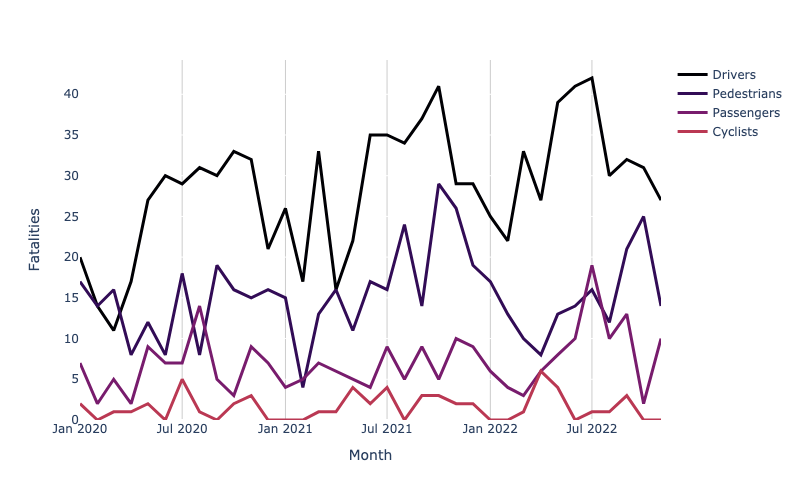 Drivers
Pedestrians
Passengers
Cyclists
Fatalities
40
35
30
25
20
15
10
5
0
Jan 2020 Jul 2020 Jan 2021 Jul 2021 Jan 2022 Jul 2022
Month